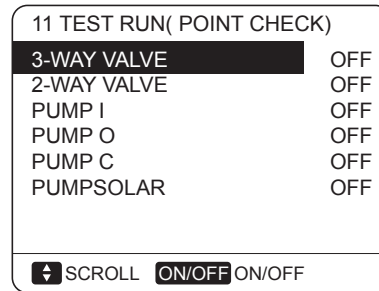 11 TEST RUN( POINT CHECK)
3-WAY VALVE OFF
2-WAY VALVE OFF
PUMP I OFF
PUMP O OFF
PUMP C OFF
PUMPSOLAR OFF
SCROLL ON/OFF ON/OFF